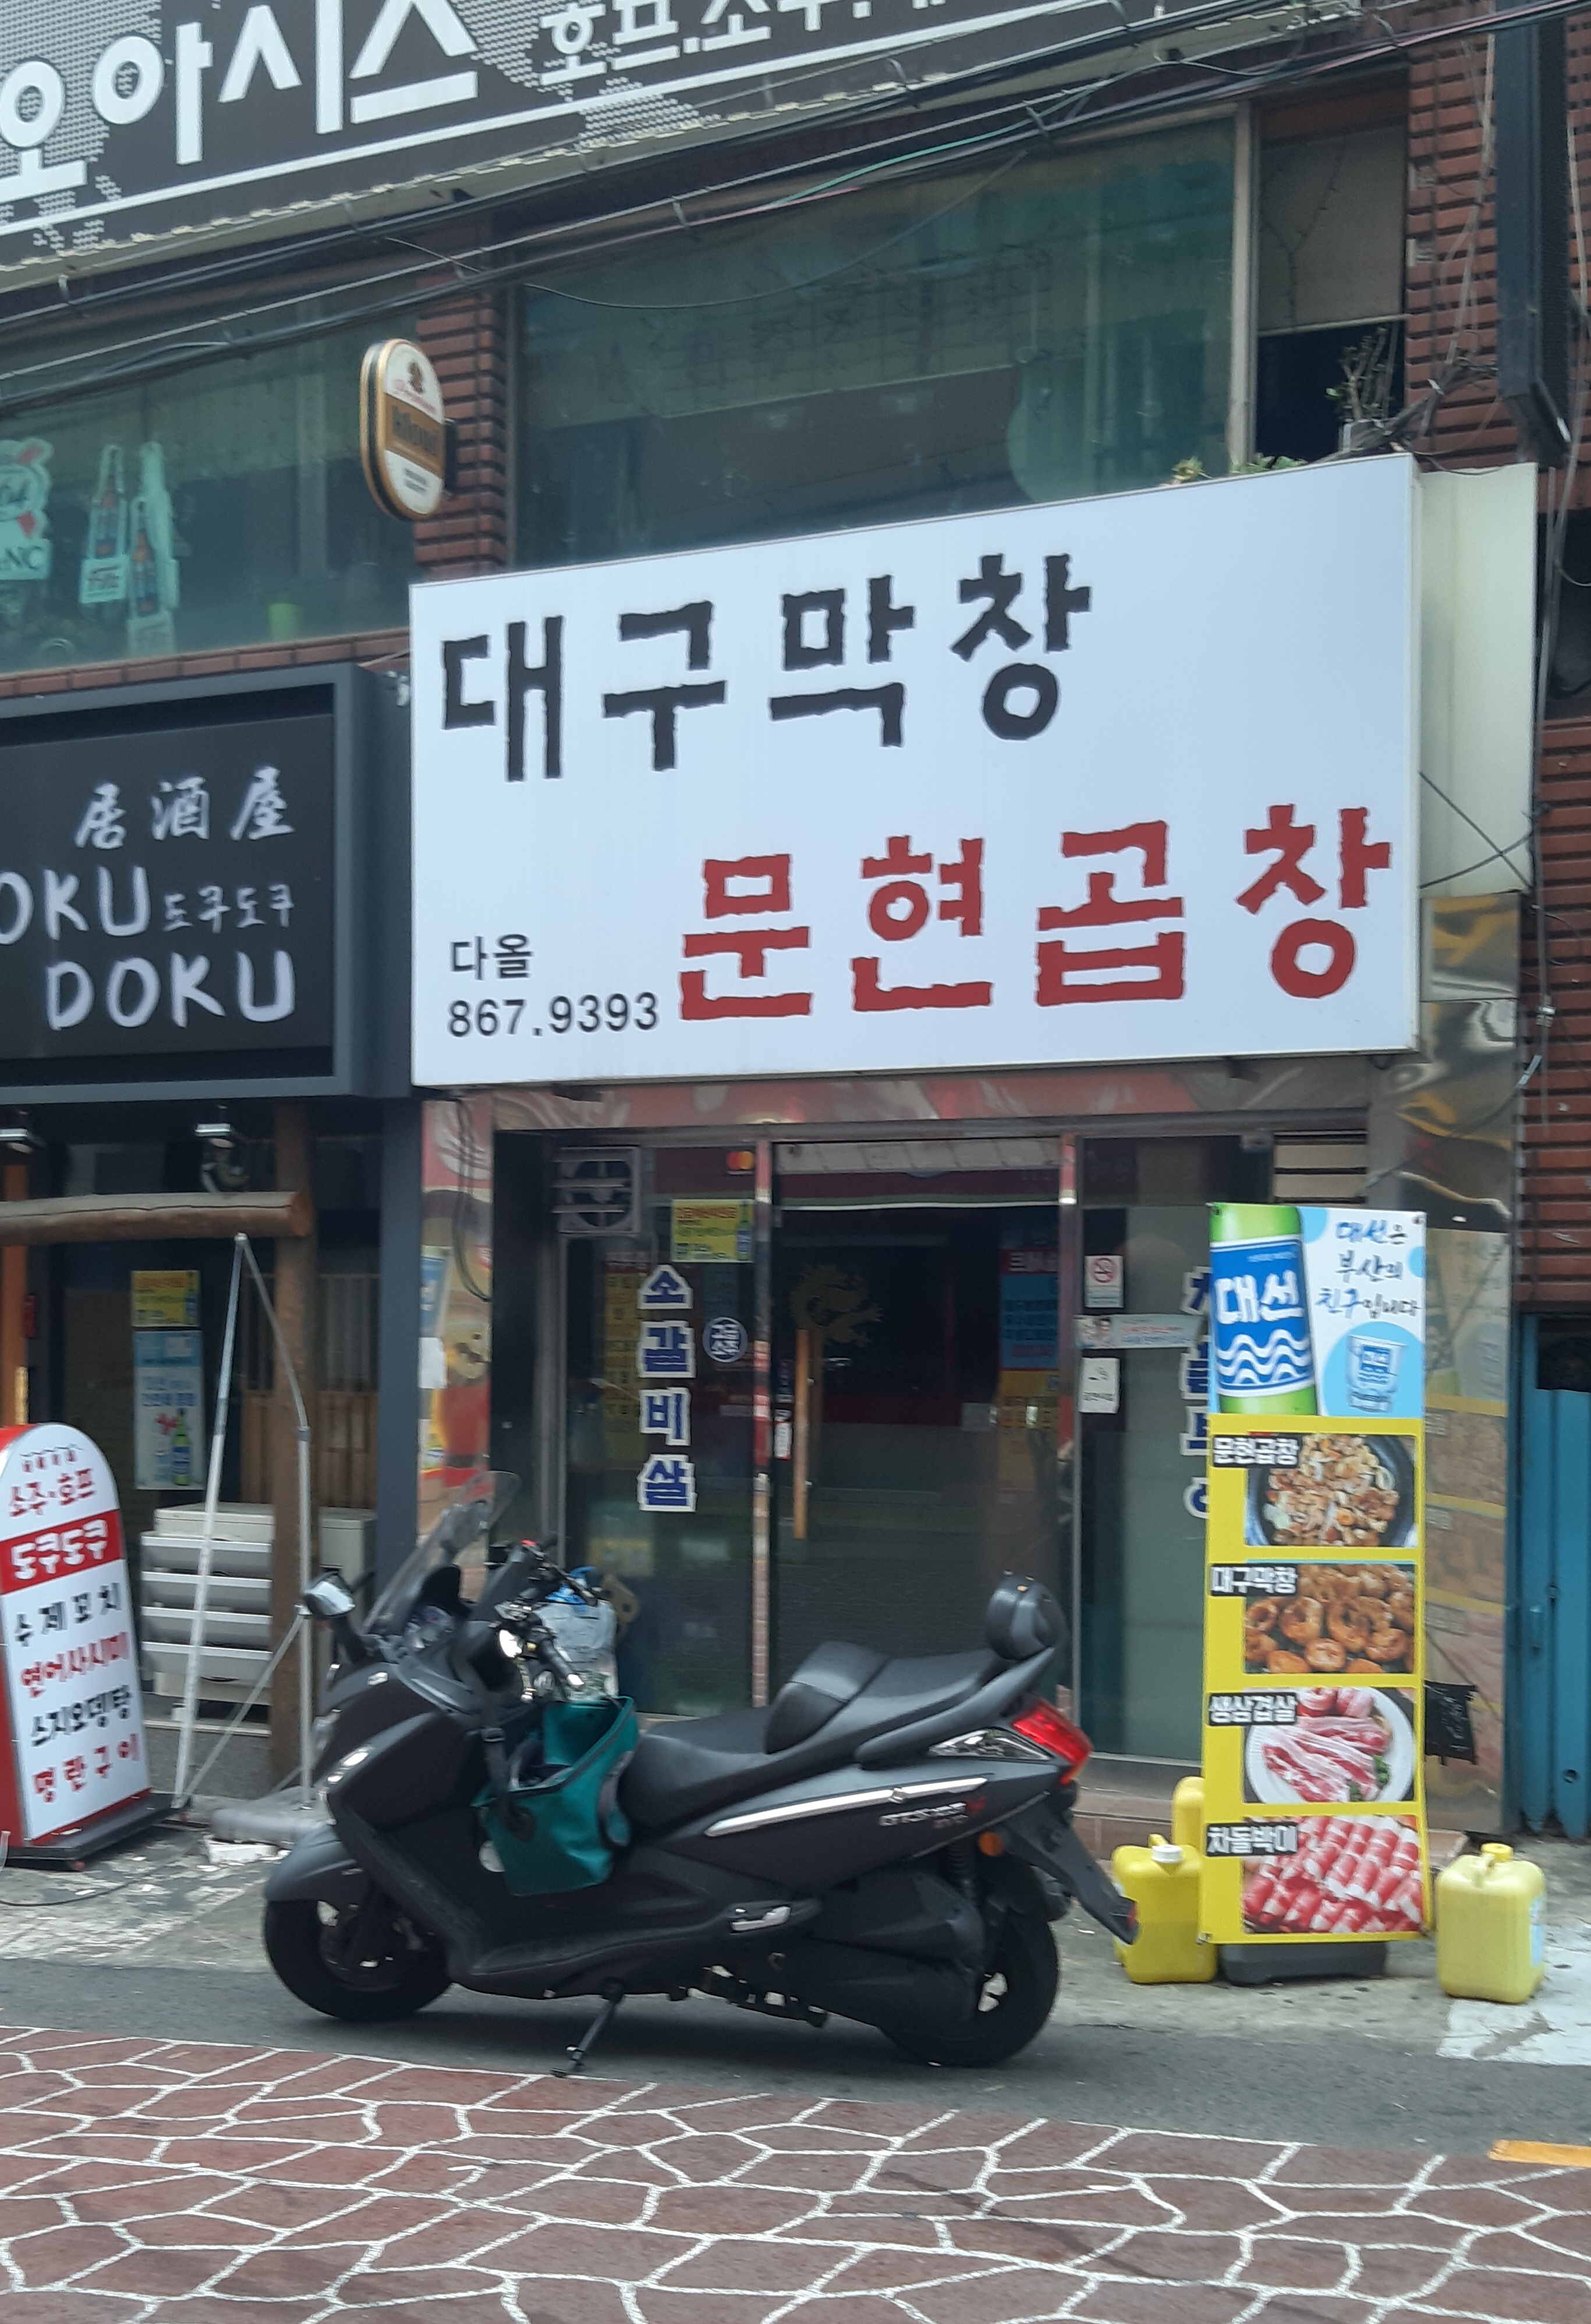 오아시스
호프.소주.
대구막창
문현곱창
다올
867.9393
居酒屋
OKU 도쿠도쿠
DOKU
소주·호프
도쿠도쿠
수제꼬치
연어사시미
스지오뎅탕
명란구이
소갈비살
대선
대선은
부산의
친구입니다
문현곱창
대구막창
생삼겹살
차돌박이